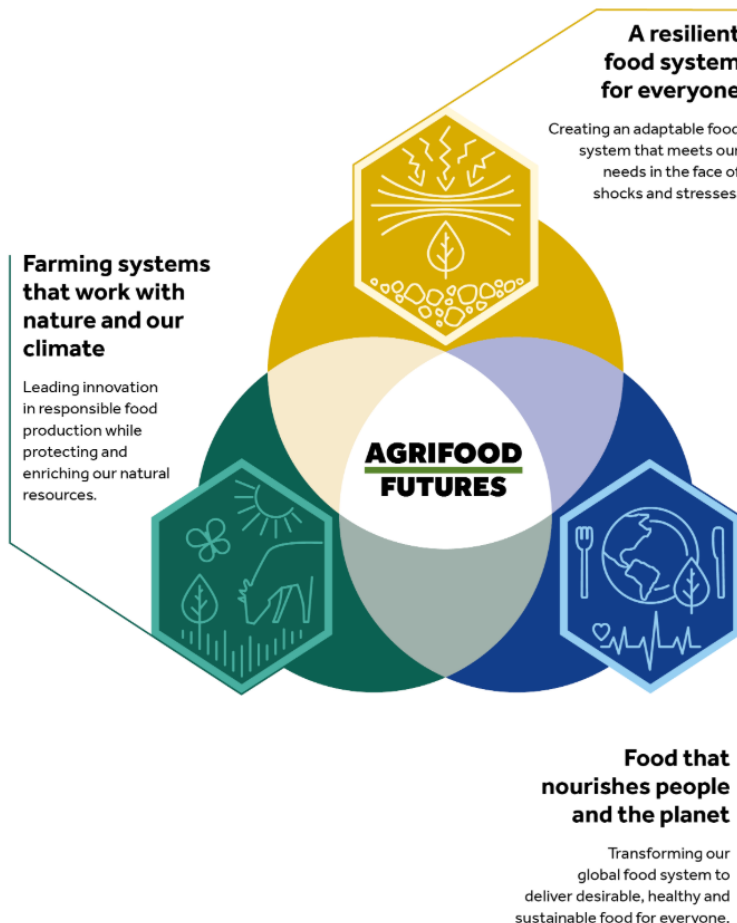 A resilient
food system
for everyone
Creating an adaptable food
system that meets our
needs in the face of
shocks and stresses
Farming systems
that work with
nature and our
climate
Leading innovation
in responsible food
production while
protecting and
enriching our natural
resources.
AGRIFOOD
FUTURES
Food that
nourishes people
and the planet
Transforming our
global food system to
deliver desirable, healthy and
sustainable food for everyone.